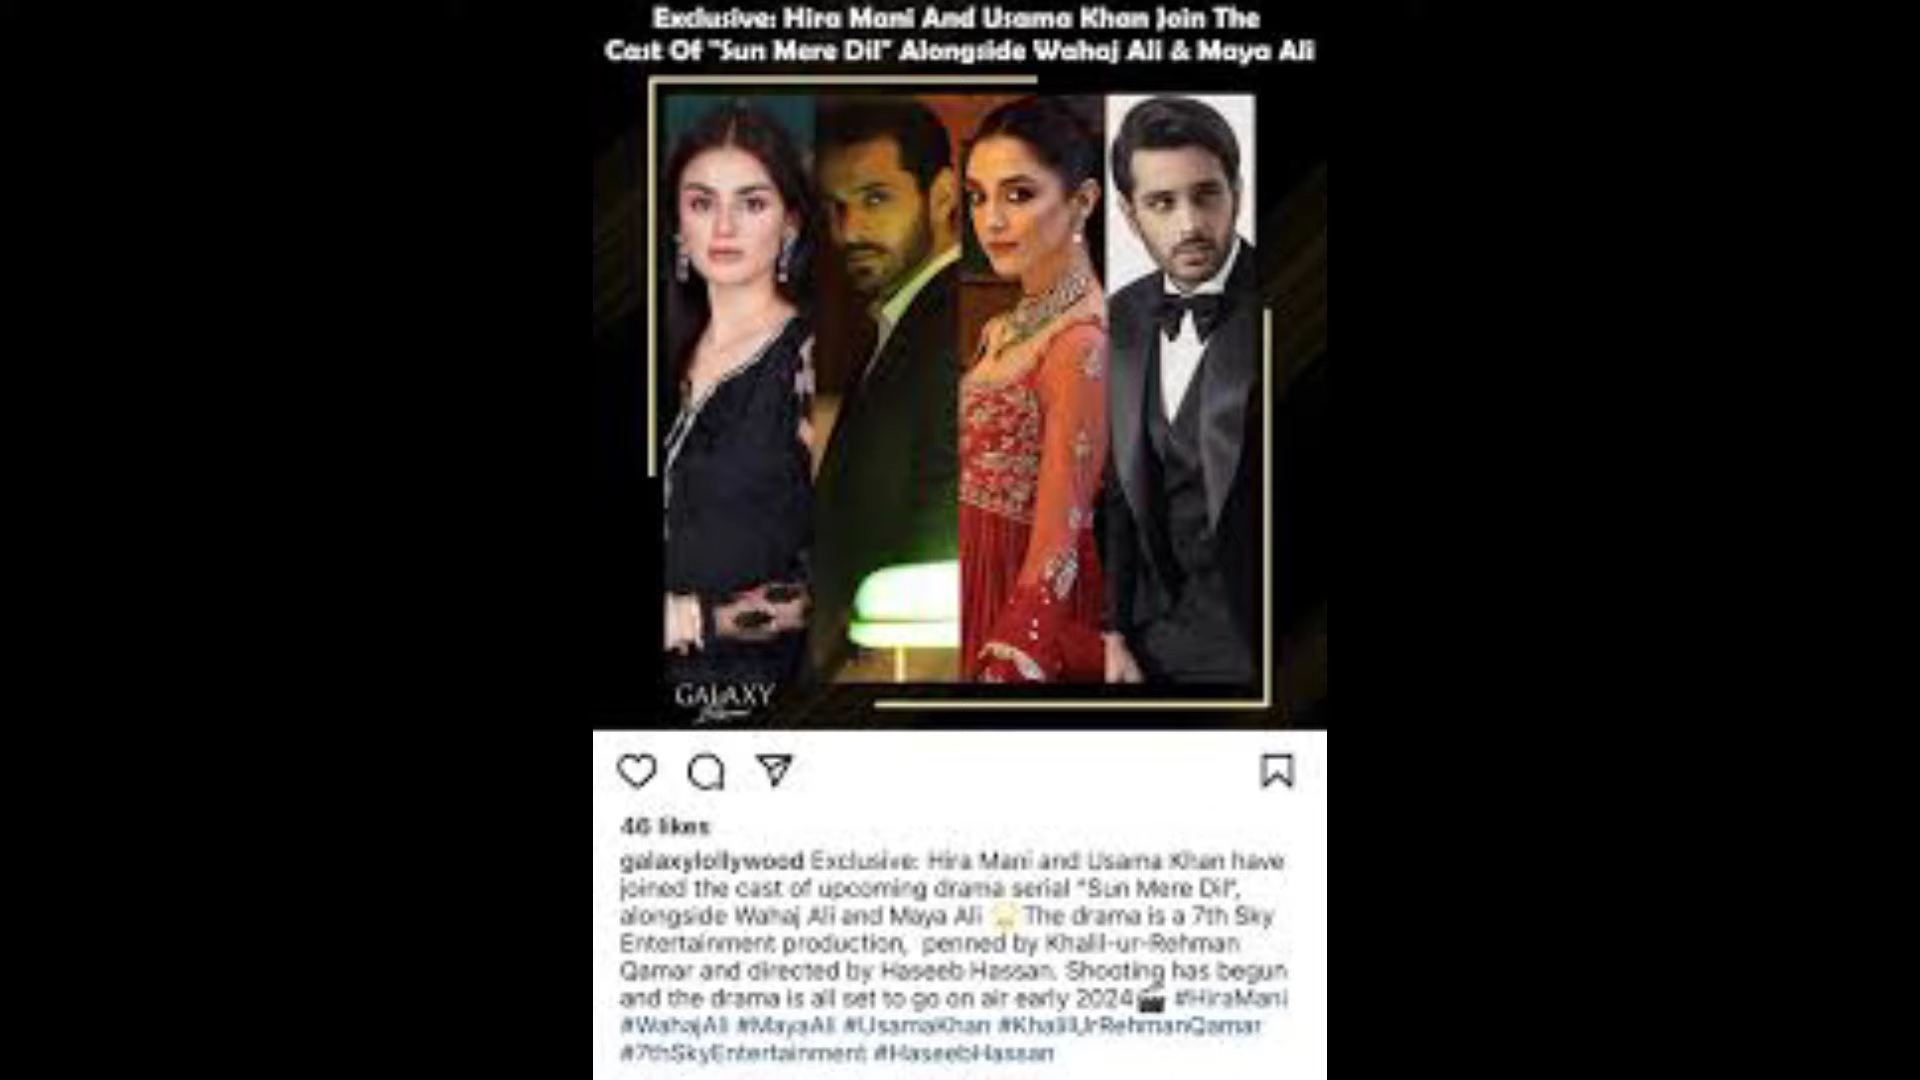 Exclusive: Hira Mani And Usama Khan Join The
Cast Of "Sun Mere Dil" Alongside Wahaj Ali & Maya Ali
GALAXY
46 likes
galaxylollywood Exclusive: Hira Mani and Usama Khan have
joined the cast of upcoming drama serial "Sun Mere Dil",
alongside Wahaj Ali and Maya Ali The drama is a 7th Sky
Entertainment production, penned by Khalil-ur-Rehman
Qamar and directed by Haseeb Hassan. Shooting has begun
and the drama is all set to go on air early 2024 #HiraMani
#WahajAli #MayaAli #UsamaKhan #KhalilUrRehmanQamar
#7thSkyEntertainment #HaseebHassan